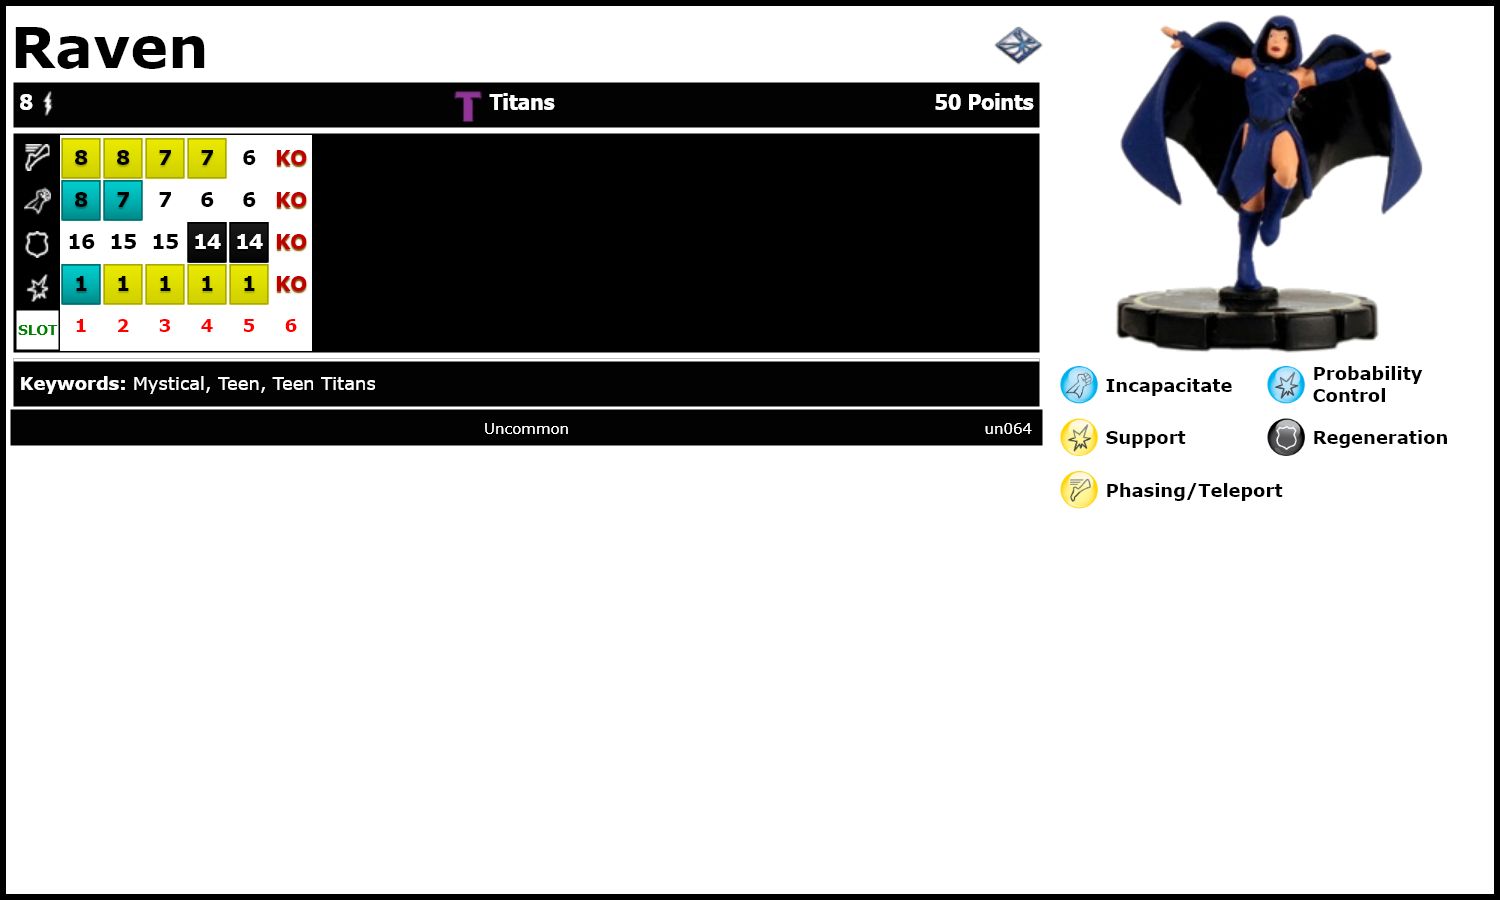 Raven
8 T Titans 50 Points
8 8 7 7 6 KO
8 7 7 6 6 KO
16 15 15 14 14 KO
1 1 1 1 1 KO
SLOT 1 2 3 4 5 6
Keywords: Mystical, Teen, Teen Titans
Uncommon un064
Incapacitate
Probability
Control
Support
Regeneration
Phasing/Teleport